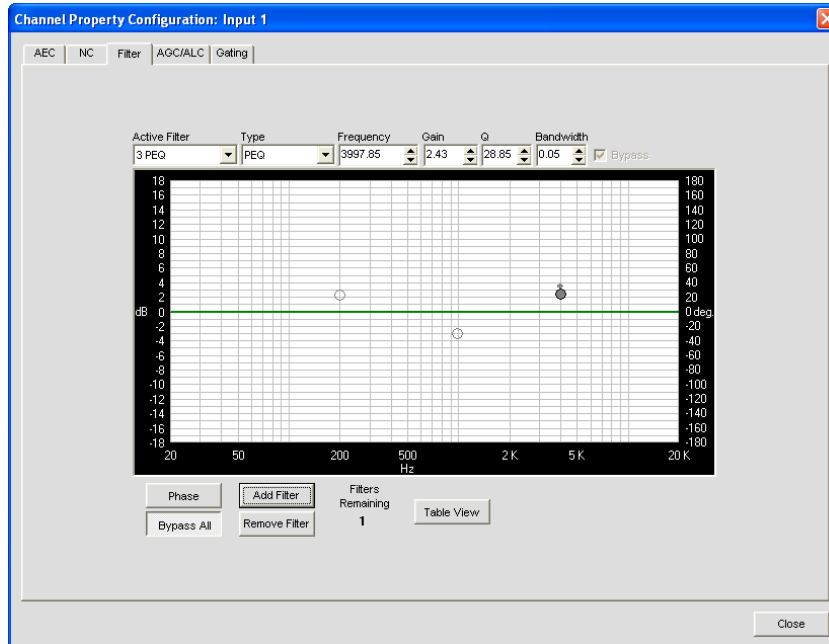 Channel Property Configuration: Input 1
AEC NC Filter AGC/ALC Gating
Active Filter Type Frequency Gain Q Bandwidth
3 PEQ PEQ 3997.85 2.43 28.85 0.05 Bypass
18 180
16 160
14 140
12 120
10 100
8 80
6 60
4 40
2 20
dB 0 0 deg.
-2 -20
-4 -40
-6 -60
-8 -80
-10 -100
-12 -120
-14 -140
-16 -160
-18 -180
20 50 200 500 2 K 5 K 20 K
Hz
Phase Add Filter Filters
Remaining
1
Table View
Bypass All Remove Filter
Close